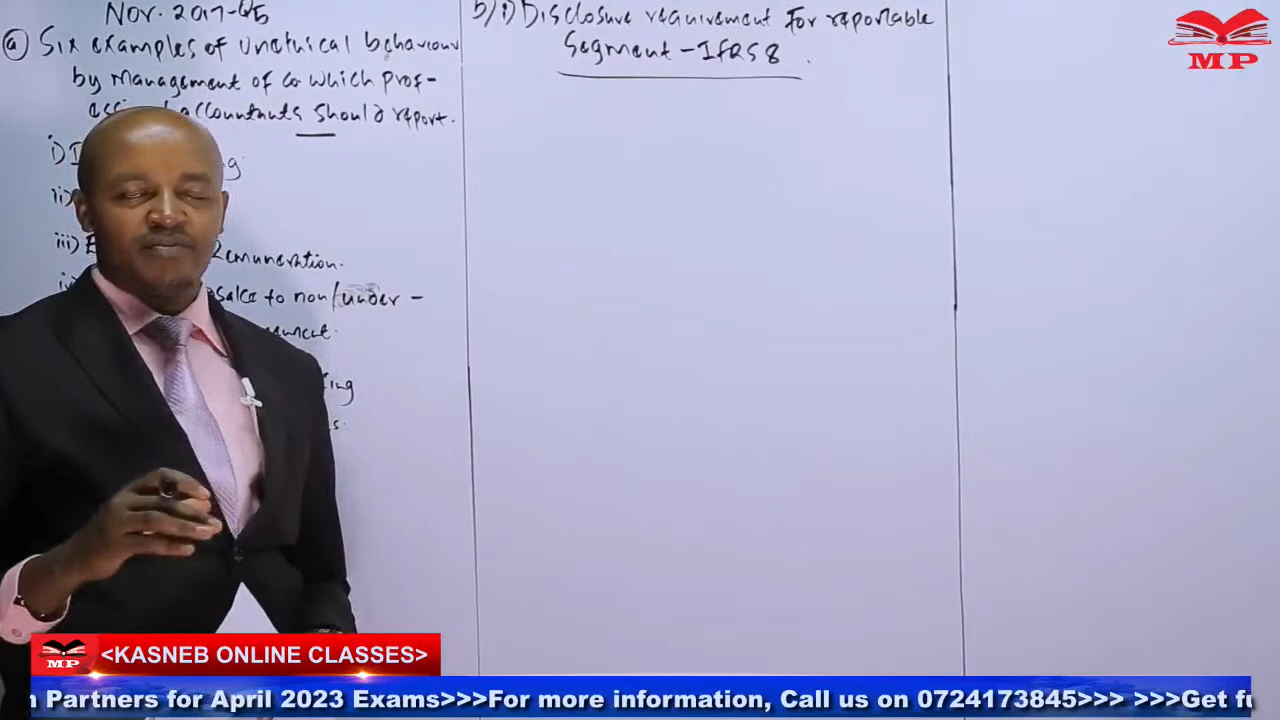 Nov. 2017-Q5
a) Six examples of unethical behaviour
by management of co which prof-
should report.
i) I
ii)
iii) E Remuneration.
iv) sales to non/under -
b/i) Disclosure requirement for reportable
Segment - IFRS 8.
MP
MP
<KASNEB ONLINE CLASSES>
n Partners for April 2023 Exams>>>For more information, Call us on 0724173845>>> >>>Get fu